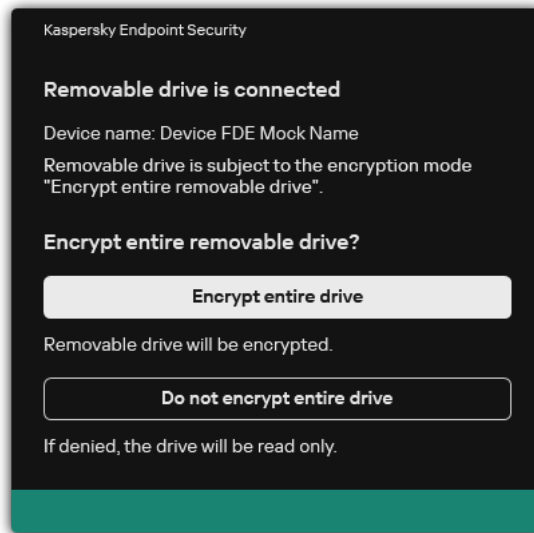 Kaspersky Endpoint Security
Removable drive is connected
Device name: Device FDE Mock Name
Removable drive is subject to the encryption mode
"Encrypt entire removable drive".
Encrypt entire removable drive?
Encrypt entire drive
Removable drive will be encrypted.
Do not encrypt entire drive
If denied, the drive will be read only.